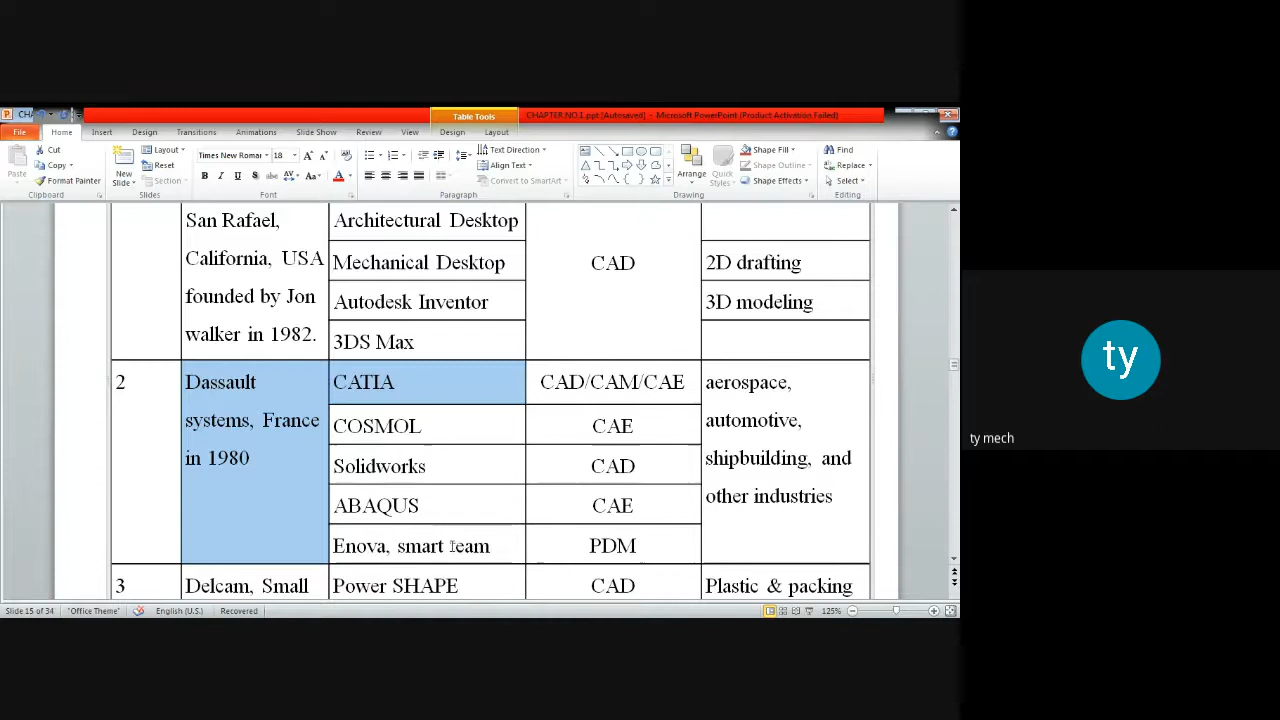 Table Tools
CHAPTER NO.1.ppt [Autosaved] - Microsoft PowerPoint (Product Activation Failed)
File Home Insert Design Transitions Animations Slide Show Review View Design Layout
Paste
Cut
Copy
Format Painter
Clipboard
New Slide
Layout
Reset
Section
Slides
Times New Roman 18
B I U S abc AV Aa A
Font
Paragraph
Text Direction
Align Text
Convert to SmartArt
Arrange
Quick Styles
Shape Fill
Shape Outline
Shape Effects
Drawing
Find
Replace
Select
Editing
San Rafael,
California, USA
founded by Jon
walker in 1982.
Architectural Desktop
Mechanical Desktop
Autodesk Inventor
3DS Max
CAD
2D drafting
3D modeling
2
Dassault
systems, France
in 1980
CATIA
CAD/CAM/CAE
COSMOL
CAE
Solidworks
CAD
ABAQUS
CAE
Enova, smart team
PDM
aerospace,
automotive,
shipbuilding, and
other industries
3
Delcam, Small
Power SHAPE
CAD
Plastic & packing
Slide 15 of 34 "Office Theme" English (U.S.) Recovered 125%
ty
ty mech